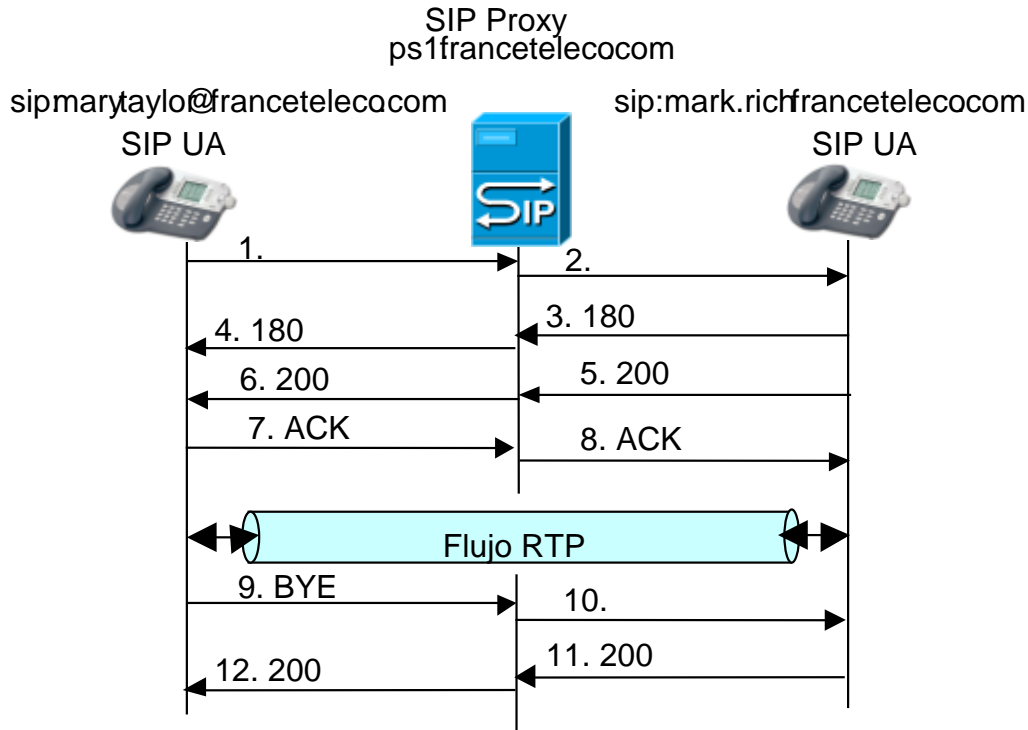 SIP Proxy
ps1francetelecocom
sipmarytaylor@francetelecocom
sip:mark.richfrancetelecocom
SIP UA
SIP UA
SIP
1.
2.
3. 180
4. 180
5. 200
6. 200
7. ACK
8. ACK
Flujo RTP
9. BYE
10.
11. 200
12. 200